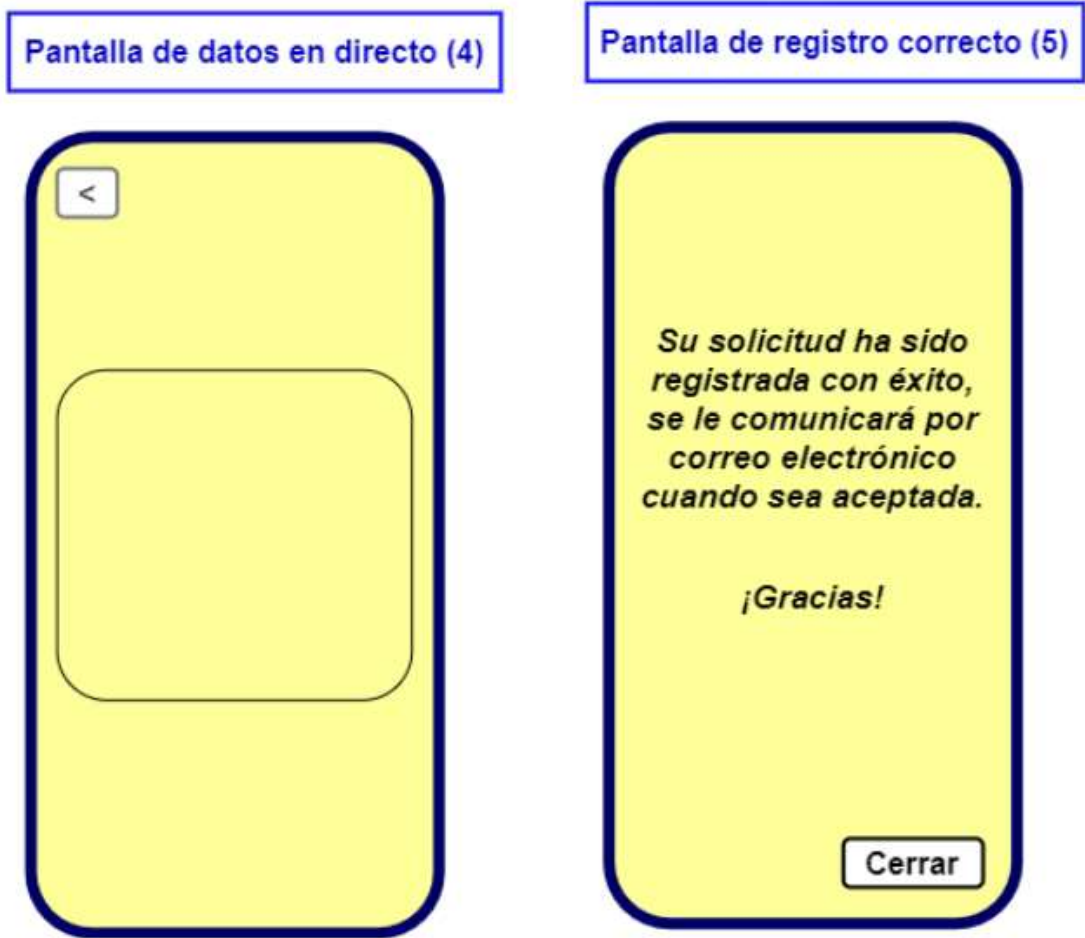 Pantalla de datos en directo (4)
<
Pantalla de registro correcto (5)
Su solicitud ha sido
registrada con éxito,
se le comunicará por
correo electrónico
cuando sea aceptada.
¡Gracias!
Cerrar